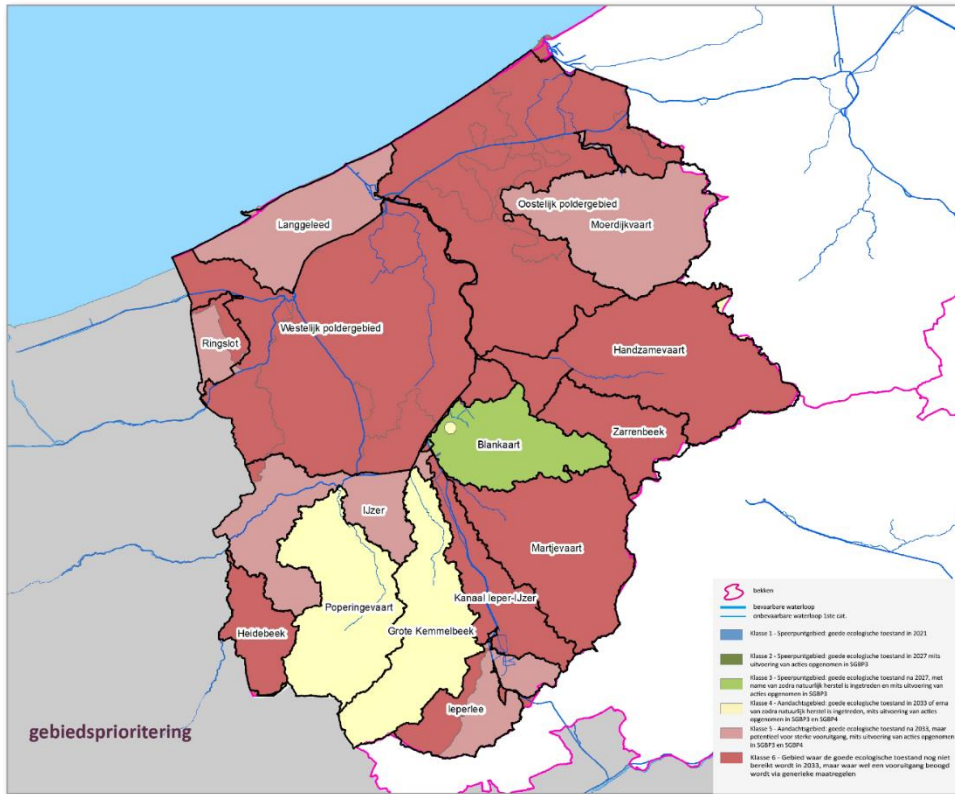 Oostelijk poldergebied
Langgeleed
Moerdijkvaart
Westelijk poldergebied
Ringslot
Handzamevaart
Zarrenbeek
Blankaart
IJzer
Martjevaart
Poperingevaart
Kanaal Ieper-IJzer
Grote Kemmelbeek
Heidebeek
Ieperlee
gebiedsprioritering
bekken
bevaarbare waterloop
onbevaarbare waterloop 1ste cat.
Klasse 1 - Speerpuntgebied: goede ecologische toestand in 2021
Klasse 2 - Speerpuntgebied: goede ecologische toestand in 2027 mits
uitvoering van acties opgenomen in SGBP3
Klasse 3 - Speerpuntgebied: goede ecologische toestand na 2027, met
name van zodra natuurlijk herstel is ingetreden en mits uitvoering van
acties opgenomen in SGBP3
Klasse 4 - Aandachtsgebied: goede ecologische toestand in 2033 of erna
van zodra natuurlijk herstel is ingetreden, mits uitvoering van acties
opgenomen in SGBP3 en SGBP4
Klasse 5 - Aandachtsgebied: goede ecologische toestand na 2033, maar
potentieel voor sterke vooruitgang, mits uitvoering van acties opgenomen
in SGBP3 en SGBP4
Klasse 6 - Gebied waar de goede ecologische toestand nog niet
bereikt wordt in 2033, maar waar wel een vooruitgang beoogd
wordt via generieke maatregelen